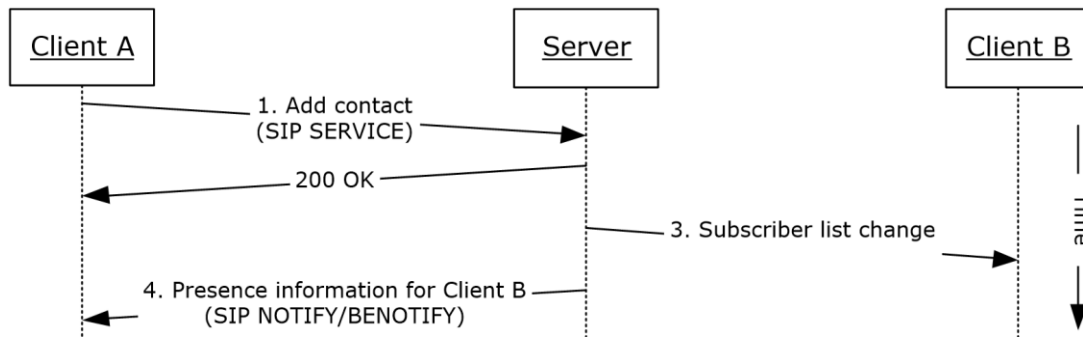 Client A
Server
Client B
1. Add contact
(SIP SERVICE)
200 OK
3. Subscriber list change
4. Presence information for Client B
(SIP NOTIFY/BENOTIFY)
Time